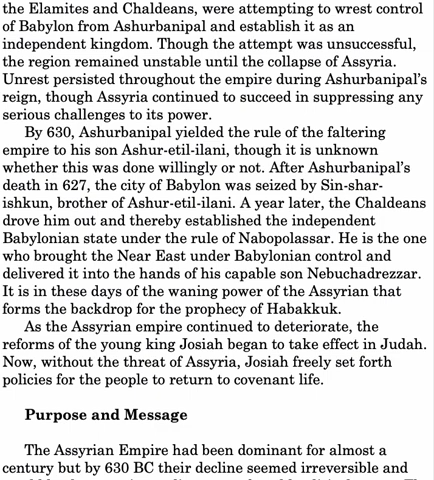 the Elamites and Chaldeans, were attempting to wrest control
of Babylon from Ashurbanipal and establish it as an
independent kingdom. Though the attempt was unsuccessful,
the region remained unstable until the collapse of Assyria.
Unrest persisted throughout the empire during Ashurbanipal's
reign, though Assyria continued to succeed in suppressing any
serious challenges to its power.
By 630, Ashurbanipal yielded the rule of the faltering
empire to his son Ashur-etil-ilani, though it is unknown
whether this was done willingly or not. After Ashurbanipal's
death in 627, the city of Babylon was seized by Sin-shar-
ishkun, brother of Ashur-etil-ilani. A year later, the Chaldeans
drove him out and thereby established the independent
Babylonian state under the rule of Nabopolassar. He is the one
who brought the Near East under Babylonian control and
delivered it into the hands of his capable son Nebuchadrezzar.
It is in these days of the waning power of the Assyrian that
forms the backdrop for the prophecy of Habakkuk.
As the Assyrian empire continued to deteriorate, the
reforms of the young king Josiah began to take effect in Judah.
Now, without the threat of Assyria, Josiah freely set forth
policies for the people to return to covenant life.
Purpose and Message
The Assyrian Empire had been dominant for almost a
century but by 630 BC their decline seemed irreversible and